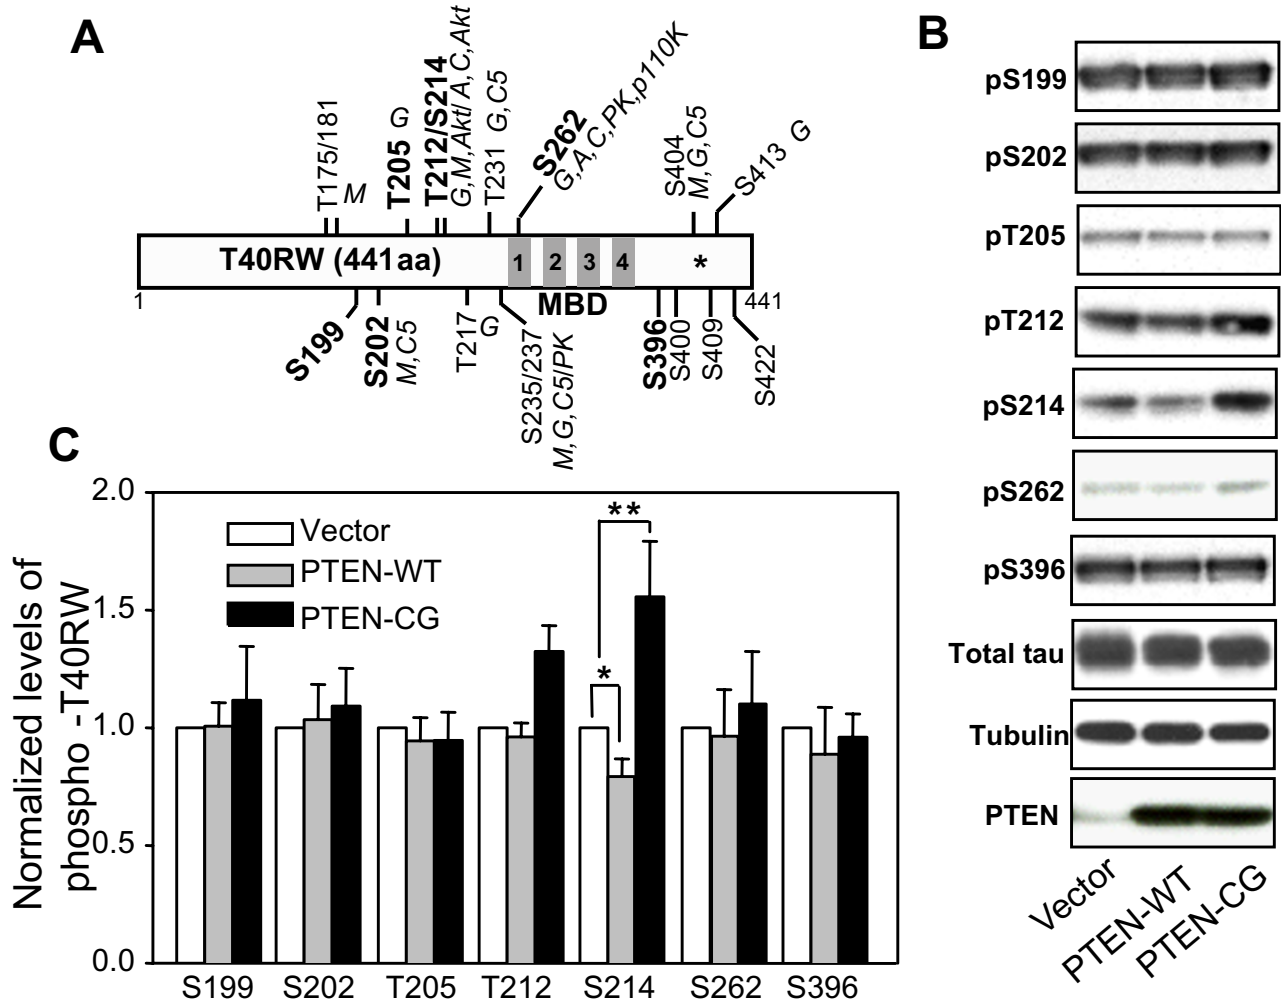 A
T175/181
M
T205 G
T212/S214
G,M,Akt/ A,C,Akt
T231 G,C5
S262
G,A,C,PK,p110K
S404
M,G,C5
S413 G
T40RW (441aa)
1 2 3 4
*
1
MBD
441
S199
S202
M,C5
T217
G
S235/237
M,G,C5/PK
S396
S400
S409
S422
B
pS199
pS202
pT205
pT212
pS214
pS262
pS396
Total tau
Tubulin
PTEN
Vector
PTEN-WT
PTEN-CG
C
Normalized levels of
phospho -T40RW
2.0
1.5
1.0
0.5
0.0
Vector
PTEN-WT
PTEN-CG
**
*
S199 S202 T205 T212 S214 S262 S396